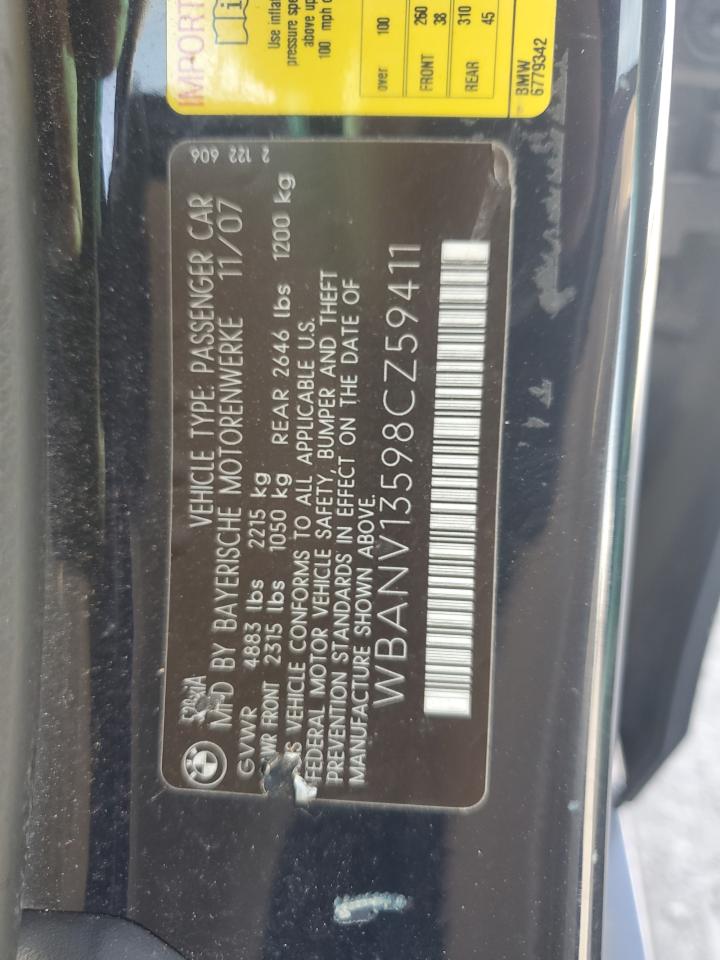 IMPORT
Use infla
pressure spe
above up
100 mph o
over 100
FRONT 260
38
REAR 310
45
BMW
6779342
2 122 606
VEHICLE TYPE: PASSENGER CAR
MFD BY BAYERISCHE MOTORENWERKE 11/07
GVWR 4883 lbs 2215 kg
WR FRONT 2315 lbs 1050 kg REAR 2646 lbs 1200 kg
S VEHICLE CONFORMS TO ALL APPLICABLE U.S.
FEDERAL MOTOR VEHICLE SAFETY, BUMPER AND THEFT
PREVENTION STANDARDS IN EFFECT ON THE DATE OF
MANUFACTURE SHOWN ABOVE.
WBANV13598CZ59411